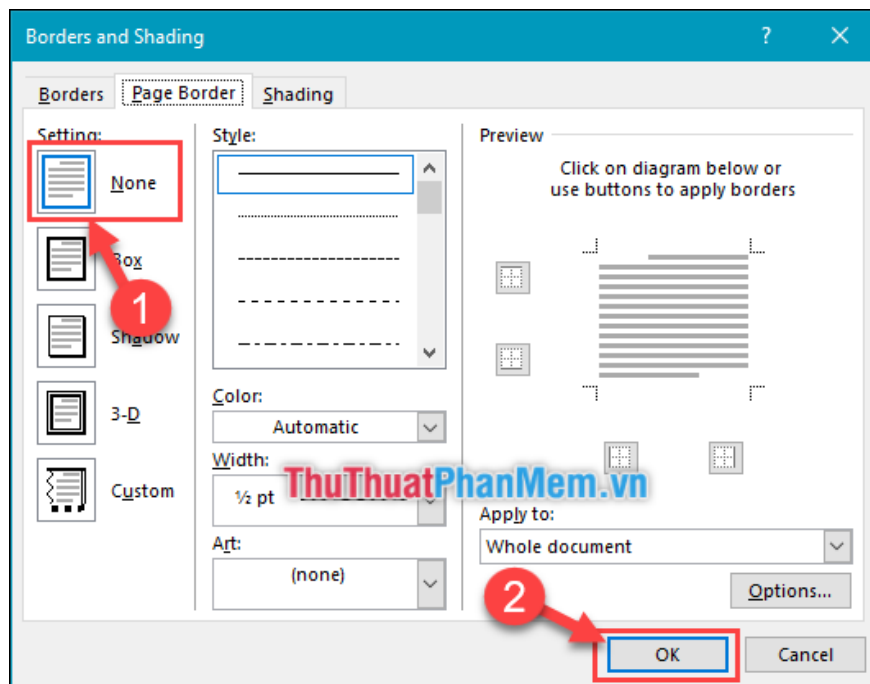 Borders and Shading
?
Borders
Page Border
Shading
Setting:
None
Box
Shadow
3-D
Custom
1
Style:
Color:
Automatic
Width:
½ pt
Art:
(none)
Preview
Click on diagram below or
use buttons to apply borders
ThuThuatPhanMem.vn
Apply to:
Whole document
Options...
2
OK
Cancel